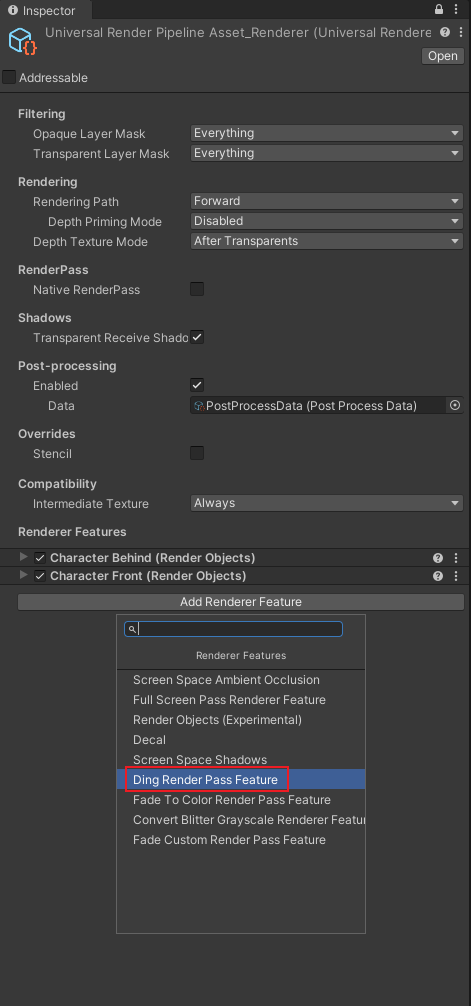 Inspector
Universal Render Pipeline Asset_Renderer (Universal Rendere
Open
Addressable
Filtering
Opaque Layer Mask Everything
Transparent Layer Mask Everything
Rendering
Rendering Path Forward
Depth Priming Mode Disabled
Depth Texture Mode After Transparents
RenderPass
Native RenderPass
Shadows
Transparent Receive Shado
Post-processing
Enabled
Data PostProcessData (Post Process Data)
Overrides
Stencil
Compatibility
Intermediate Texture Always
Renderer Features
Character Behind (Render Objects)
Character Front (Render Objects)
Add Renderer Feature
Renderer Features
Screen Space Ambient Occlusion
Full Screen Pass Renderer Feature
Render Objects (Experimental)
Decal
Screen Space Shadows
Ding Render Pass Feature
Fade To Color Render Pass Feature
Convert Blitter Grayscale Renderer Featur
Fade Custom Render Pass Feature